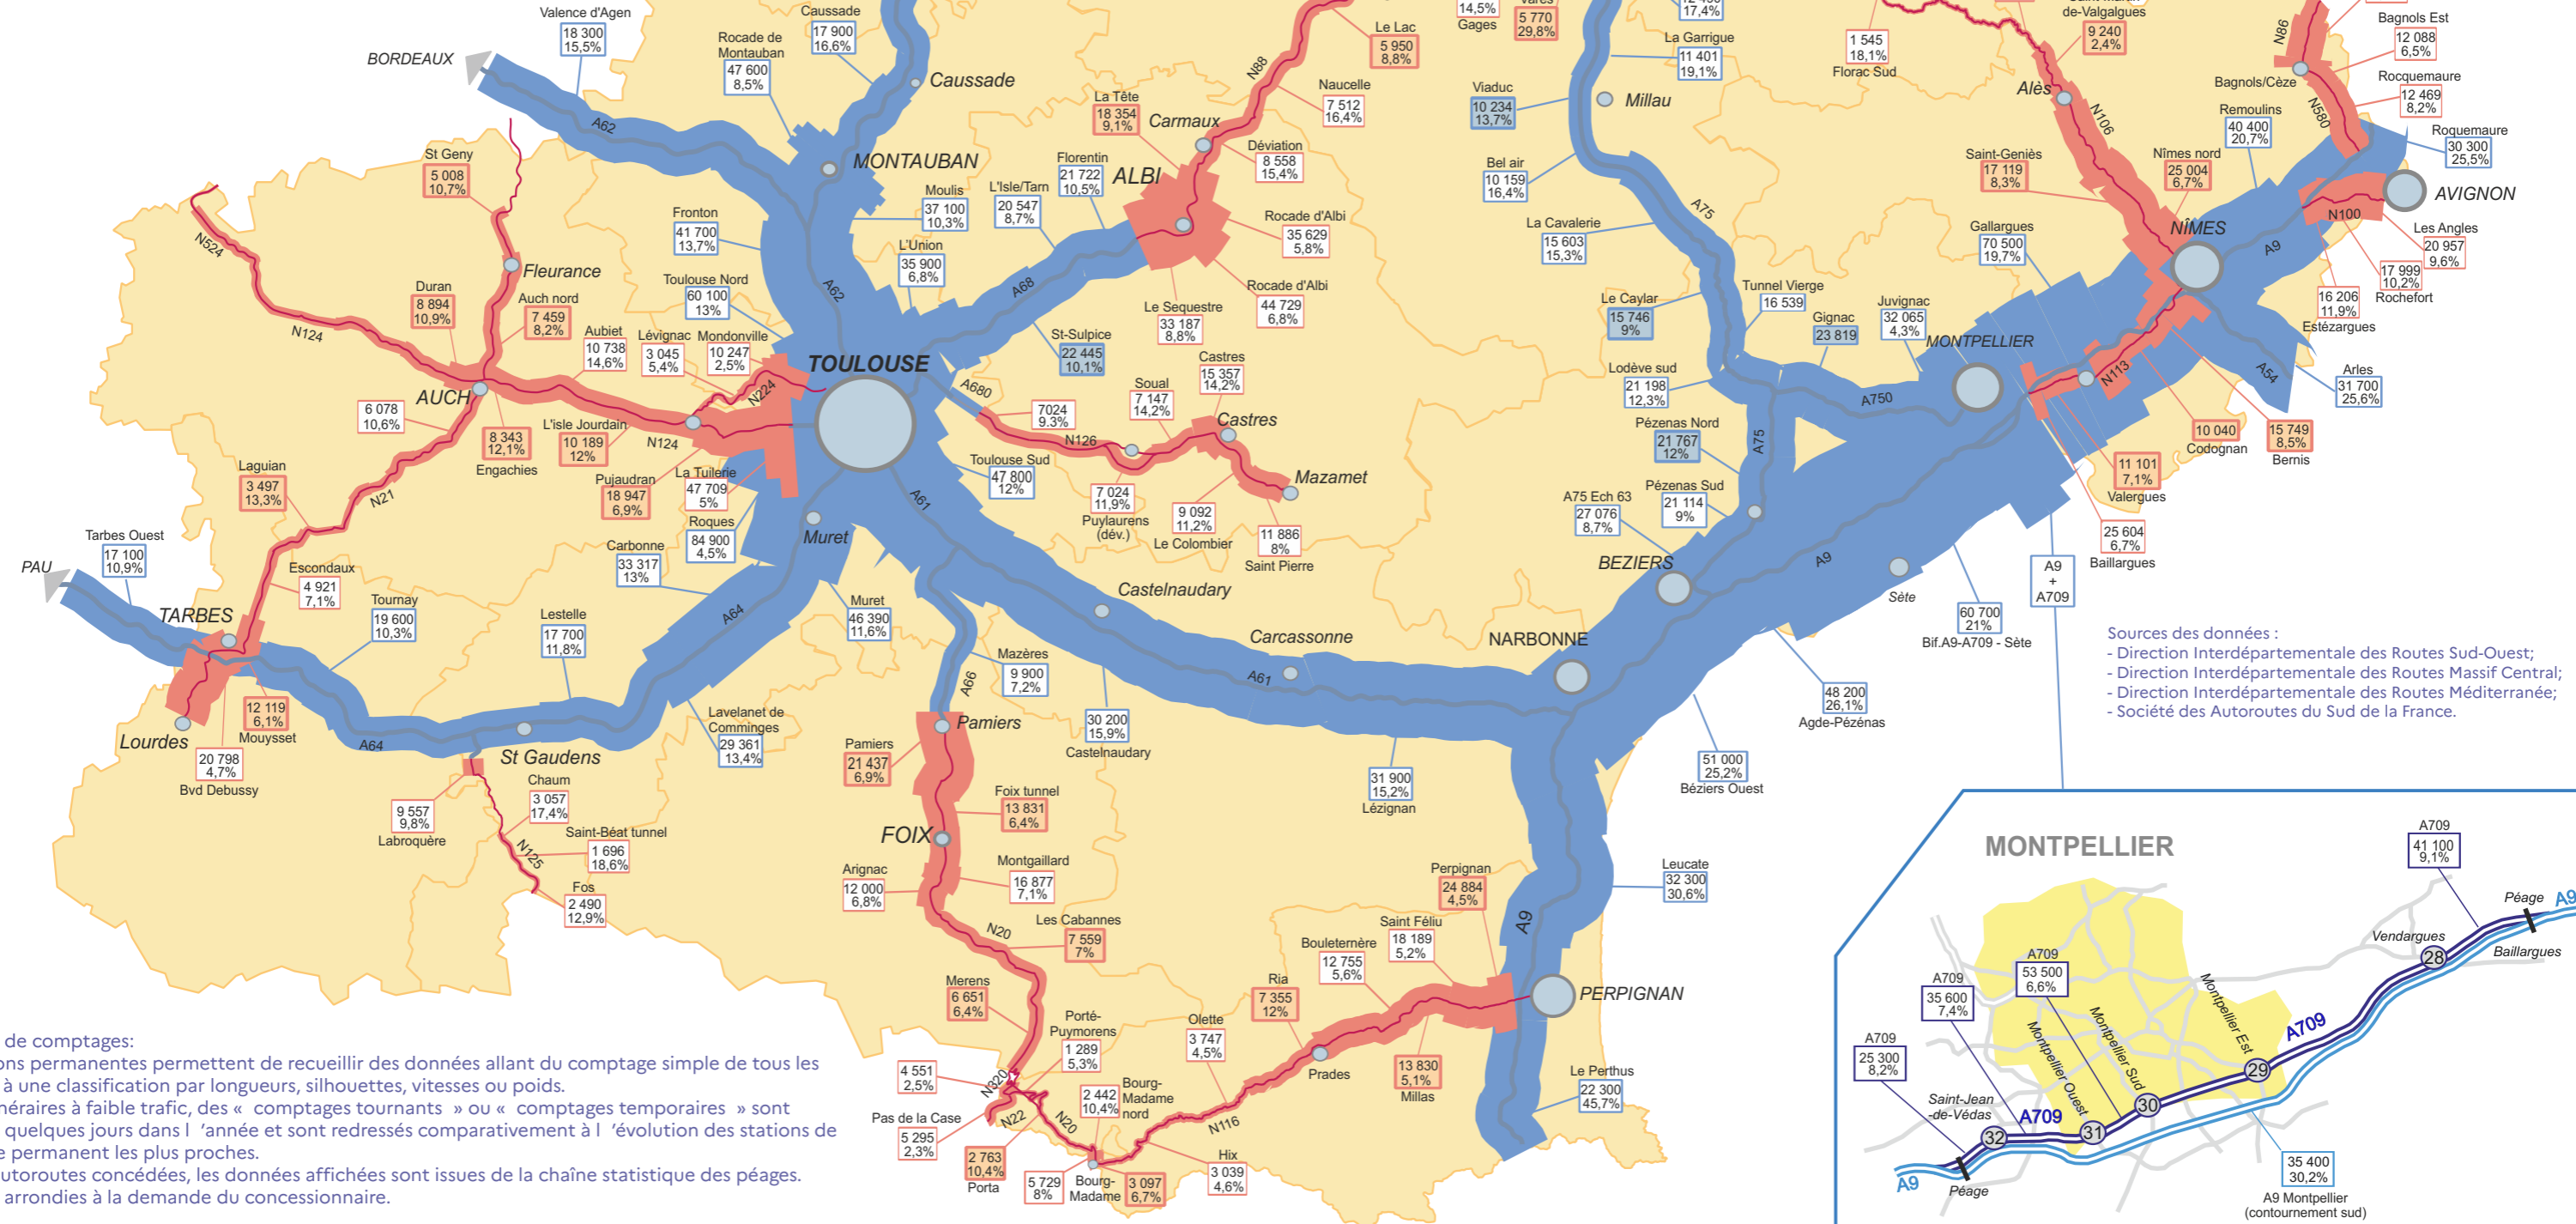 Valence d'Agen
18 300
15,5%
BORDEAUX
A62
Caussade
17 900
16,6%
Rocade de
Montauban
47 600
8,5%
Caussade
MONTAUBAN
Moulis
37 100
10,3%
Fronton
41 700
13,7%
L'Union
35 900
6,8%
Toulouse Nord
60 100
13%
A62
L'Isle/Tarn
20 547
8,7%
Florentin
21 722
10,5%
ALBI
La Tête
18 354
9,1%
Carmaux
N88
Le Lac
5 950
8,8%
Naucelle
7 512
16,4%
Déviation
8 558
15,4%
Rocade d'Albi
35 629
5,8%
Rocade d'Albi
44 729
6,8%
Le Sequestre
33 187
8,8%
A68
St-Sulpice
22 445
10,1%
14,5%
Gages
5 770
29,8%
17,4%
La Garrigue
11 401
19,1%
Viaduc
10 234
13,7%
Millau
Bel air
10 159
16,4%
La Cavalerie
15 603
15,3%
A75
Le Caylar
15 746
9%
Tunnel Vierge
16 539
Lodève sud
21 198
12,3%
Gignac
23 819
Juvignac
32 065
4,3%
MONTPELLIER
A750
A75
Pézenas Nord
21 767
12%
Pézenas Sud
21 114
9%
A75 Ech 63
27 076
8,7%
1 545
18,1%
Florac Sud
de-Valgalgues
9 240
2,4%
Alès
N106
Saint-Geniès
17 119
8,3%
Nîmes nord
25 004
6,7%
Gallargues
70 500
19,7%
NÎMES
N86
Bagnols Est
12 088
6,5%
Bagnols/Cèze
Rocquemaure
12 469
8,2%
N580
Remoulins
40 400
20,7%
Roquemaure
30 300
25,5%
AVIGNON
N100
Les Angles
20 957
9,6%
17 999
10,2%
Rochefort
16 206
11,9%
Estézargues
A9
A54
Arles
31 700
25,6%
N113
15 749
8,5%
Bernis
10 040
Codognan
11 101
7,1%
Valergues
25 604
6,7%
Baillargues
A9
+
A709
St Geny
5 008
10,7%
N524
N124
Fleurance
Duran
8 894
10,9%
Auch nord
7 459
8,2%
Aubiet
10 738
14,6%
Lévignac
3 045
5,4%
Mondonville
10 247
2,5%
N224
TOULOUSE
AUCH
6 078
10,6%
8 343
12,1%
Engachies
L'isle Jourdain
10 189
12%
N124
Pujaudran
18 947
6,9%
La Tuilerie
47 709
5%
Roques
84 900
4,5%
Laguian
3 497
13,3%
N21
Muret
A61
A680
7024
9.3%
N126
Soual
7 147
14,2%
Castres
15 357
14,2%
Castres
Mazamet
Toulouse Sud
47 800
12%
7 024
11,9%
Puylaurens
(dév.)
9 092
11,2%
Le Colombier
11 886
8%
Saint Pierre
Tarbes Ouest
17 100
10,9%
PAU
TARBES
Escondaux
4 921
7,1%
Tournay
19 600
10,3%
Lestelle
17 700
11,8%
Carbonne
33 317
13%
A64
Muret
46 390
11,6%
Lourdes
12 119
6,1%
Mouysset
20 798
4,7%
Bvd Debussy
A64
St Gaudens
Lavelanet de
Comminges
29 361
13,4%
9 557
9,8%
Labroquère
Chaum
3 057
17,4%
Saint-Béat tunnel
1 696
18,6%
N125
Fos
2 490
12,9%
A66
Mazères
9 900
7,2%
Castelnaudary
30 200
15,9%
Castelnaudary
Carcassonne
A61
31 900
15,2%
Lézignan
NARBONNE
BEZIERS
A9
Sète
60 700
21%
Bif.A9-A709 - Sète
48 200
26,1%
Agde-Pézénas
51 000
25,2%
Béziers Ouest
Pamiers
Pamiers
21 437
6,9%
Foix tunnel
13 831
6,4%
FOIX
Montgaillard
16 877
7,1%
Arignac
12 000
6,8%
N20
Les Cabannes
7 559
7%
Merens
6 651
6,4%
Porté-
Puymorens
1 289
5,3%
4 551
2,5%
N320
Pas de la Case
5 295
2,3%
N22
N20
2 763
10,4%
Porta
2 442
10,4%
Bourg-
Madame
nord
5 729
8%
Bourg-
Madame
3 097
6,7%
Hix
3 039
4,6%
N116
Olette
3 747
4,5%
Ria
7 355
12%
Prades
Bouleternère
12 755
5,6%
Saint Féliu
18 189
5,2%
Perpignan
24 884
4,5%
13 830
5,1%
Millas
PERPIGNAN
A9
Leucate
32 300
30,6%
Le Perthus
22 300
45,7%
Sources des données :
- Direction Interdépartementale des Routes Sud-Ouest;
- Direction Interdépartementale des Routes Massif Central;
- Direction Interdépartementale des Routes Méditerranée;
- Société des Autoroutes du Sud de la France.
MONTPELLIER
A709
41 100
9,1%
Péage
A9
Vendargues
28
Baillargues
A709
53 500
6,6%
A709
35 600
7,4%
A709
25 300
8,2%
Montpellier Est
Montpellier Sud
Montpellier Ouest
A709
29
30
31
32
Saint-Jean
-de-Védas
A709
A9
Péage
35 400
30,2%
A9 Montpellier
(contournement sud)
de comptages:
ons permanentes permettent de recueillir des données allant du comptage simple de tous les
à une classification par longueurs, silhouettes, vitesses ou poids.
néraires à faible trafic, des « comptages tournants » ou « comptages temporaires » sont
quelques jours dans l 'année et sont redressés comparativement à l 'évolution des stations de
e permanent les plus proches.
utoroutes concédées, les données affichées sont issues de la chaîne statistique des péages.
arrondies à la demande du concessionnaire.